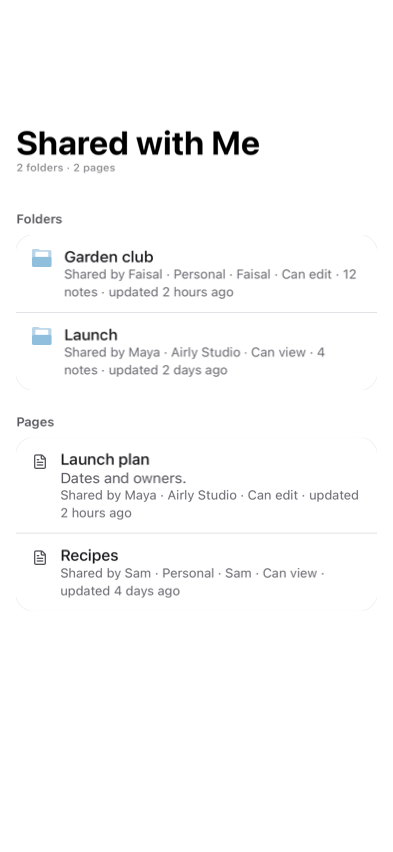 Shared with Me
2 folders · 2 pages
Folders
Garden club
Shared by Faisal · Personal · Faisal · Can edit · 12
notes · updated 2 hours ago
Launch
Shared by Maya · Airly Studio · Can view · 4
notes · updated 2 days ago
Pages
Launch plan
Dates and owners.
Shared by Maya · Airly Studio · Can edit · updated
2 hours ago
Recipes
Shared by Sam · Personal · Sam · Can view ·
updated 4 days ago